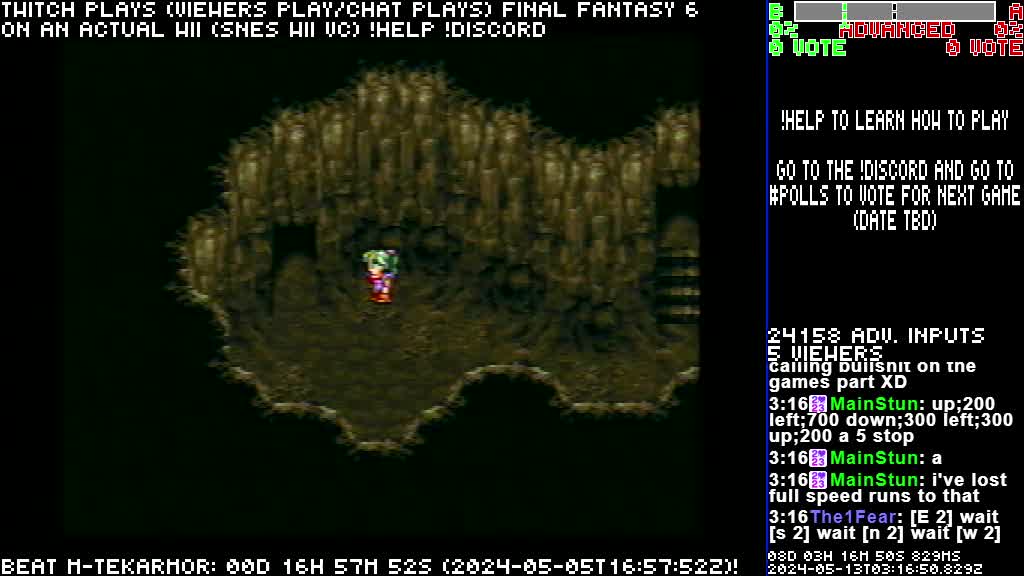 TWITCH PLAYS (VIEWERS PLAY/CHAT PLAYS) FINAL FANTASY 6
ON AN ACTUAL WII (SNES WII VC) !HELP !DISCORD
B A
0% ADVANCED 0%
0 VOTE 0 VOTE
!HELP TO LEARN HOW TO PLAY
GO TO THE !DISCORD AND GO TO
#POLLS TO VOTE FOR NEXT GAME
(DATE TBD)
24158 ADV. INPUTS
5 VIEWERS
calling bullshit on the
games part XD
3:16 MainStun: up;200
left;700 down;300 left;300
up;200 a 5 stop
3:16 MainStun: a
3:16 MainStun: i've lost
full speed runs to that
3:16 The1Fear: [E 2] wait
[s 2] wait [n 2] wait [w 2]
08D 03H 16M 50S 829MS
2024-05-13T03:16:50.829Z
BEAT M-TEKARMOR: 00D 16H 57M 52S (2024-05-05T16:57:52Z)!